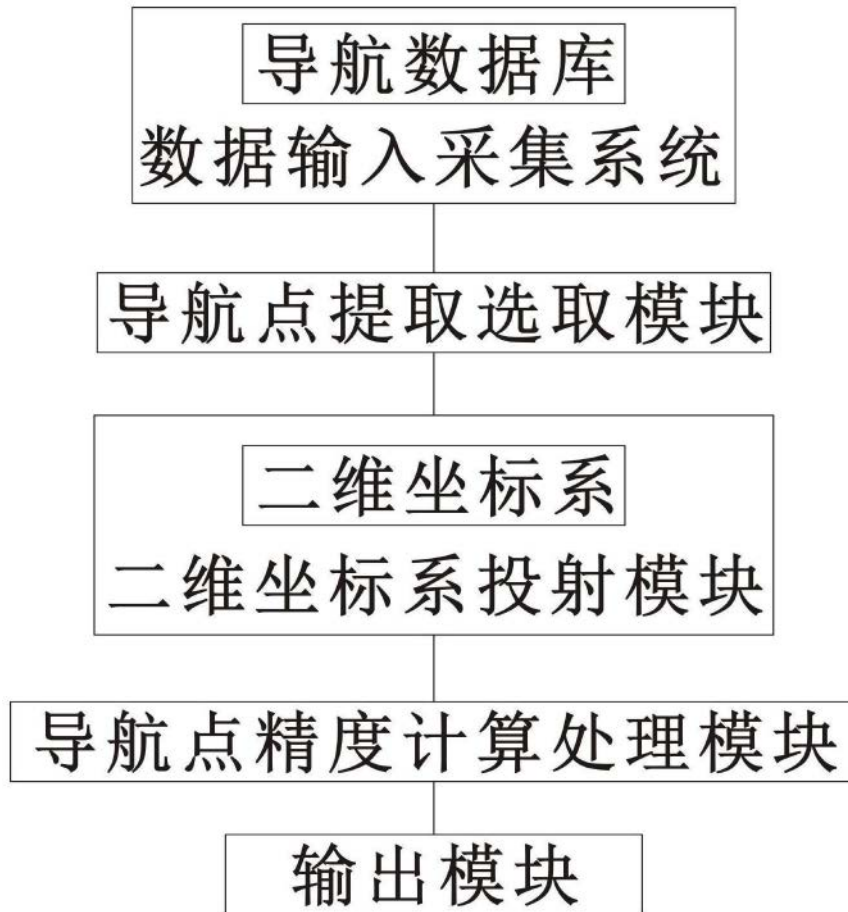 导航数据库
数据输入采集系统
导航点提取选取模块
二维坐标系
二维坐标系投射模块
导航点精度计算处理模块
输出模块